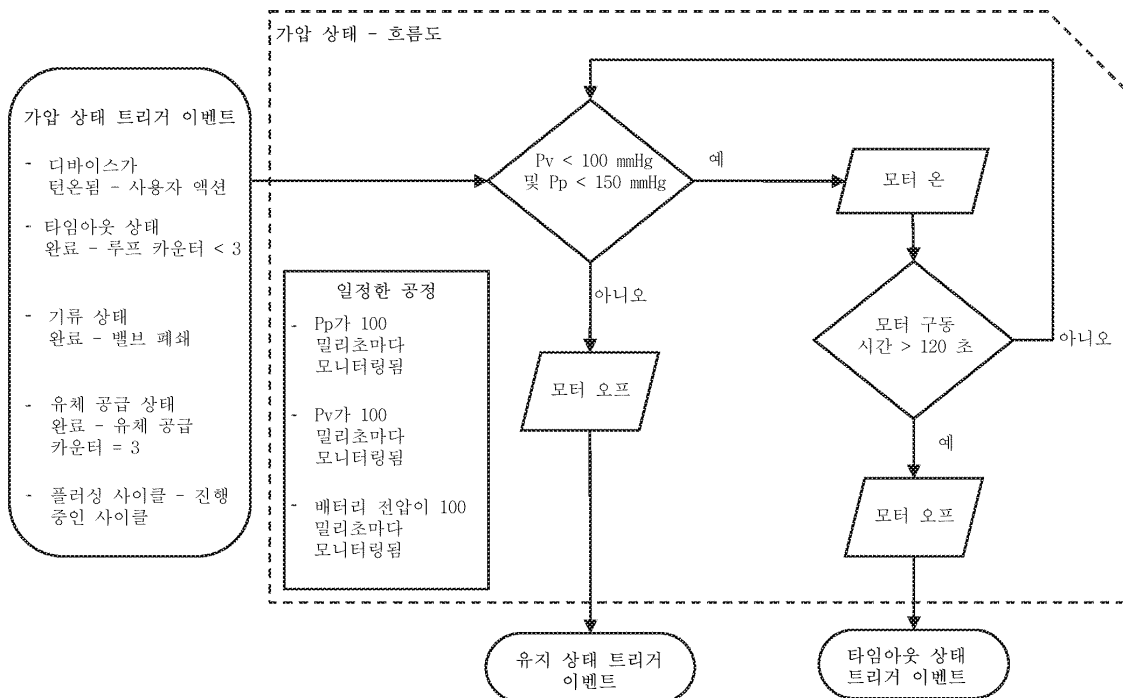 가압 상태 - 흐름도
가압 상태 트리거 이벤트
- 디바이스가
턴온됨 - 사용자 액션
- 타임아웃 상태
완료 - 루프 카운터 < 3
- 기류 상태
완료 - 밸브 폐쇄
- 유체 공급 상태
완료 - 유체 공급
카운터 = 3
- 플러싱 사이클 - 진행
중인 사이클
Pv < 100 mmHg
및 Pp < 150 mmHg
예
모터 온
아니오
모터 구동
시간 > 120 초
아니오
예
모터 오프
모터 오프
일정한 공정
- Pp가 100
밀리초마다
모니터링됨
- Pv가 100
밀리초마다
모니터링됨
- 배터리 전압이 100
밀리초마다
모니터링됨
유지 상태 트리거
이벤트
타임아웃 상태
트리거 이벤트